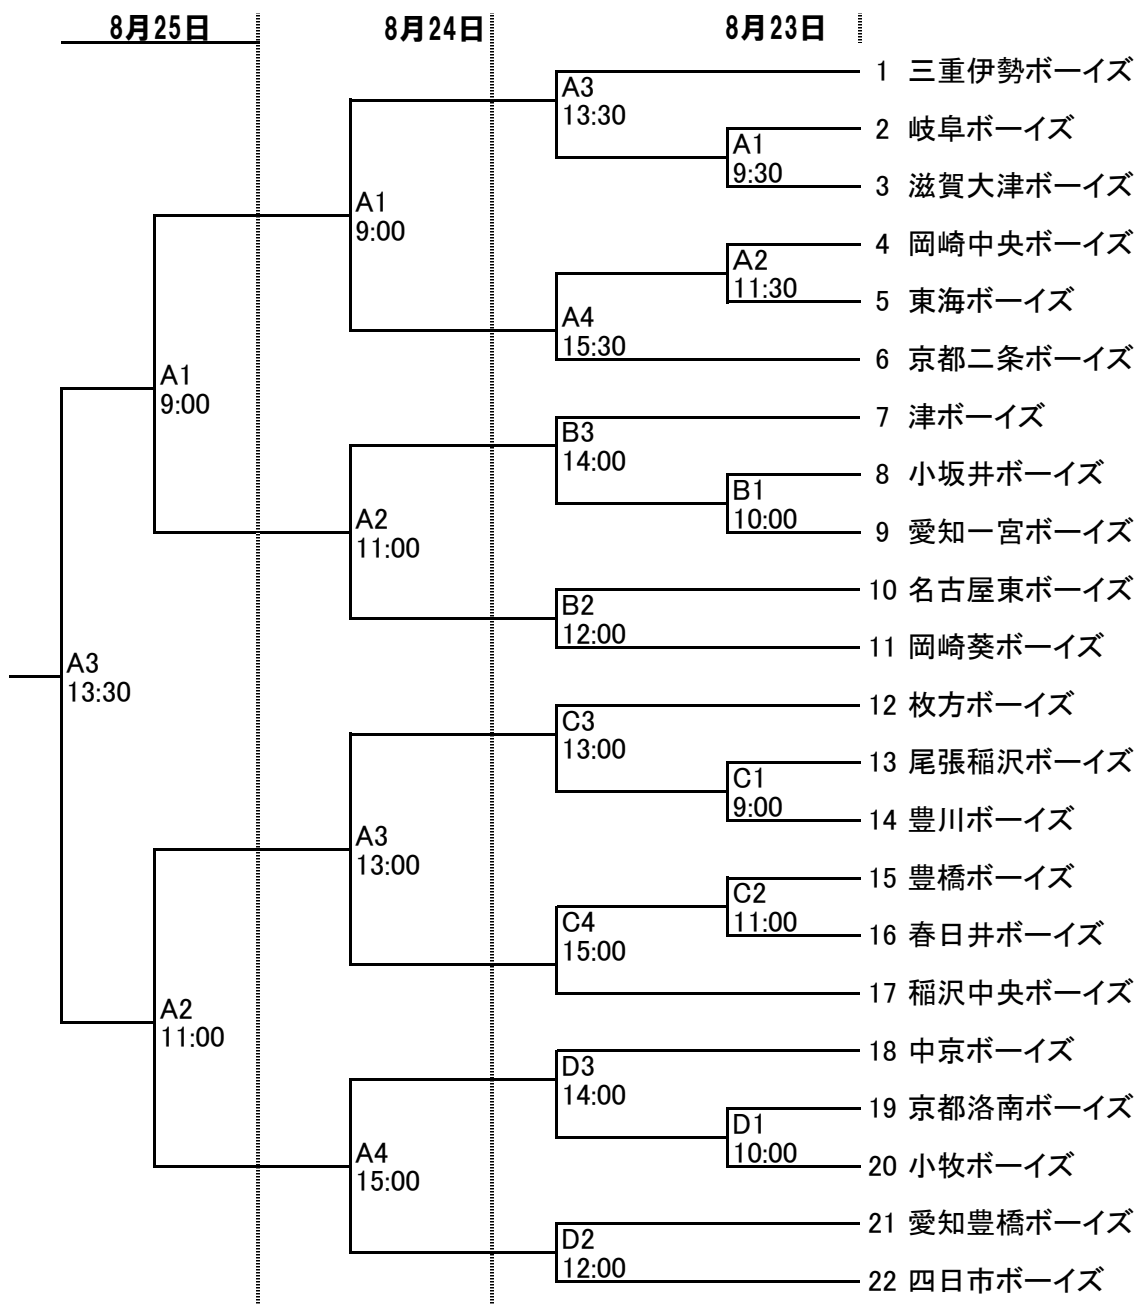 8月25日 8月24日 8月23日
1 三重伊勢ボーイズ
A3
13:30
2 岐阜ボーイズ
A1
9:30
3 滋賀大津ボーイズ
A1
9:00
4 岡崎中央ボーイズ
A2
11:30
5 東海ボーイズ
A4
15:30
6 京都二条ボーイズ
A1
9:00
7 津ボーイズ
B3
14:00
8 小坂井ボーイズ
B1
10:00
9 愛知一宮ボーイズ
A2
11:00
10 名古屋東ボーイズ
B2
12:00
11 岡崎葵ボーイズ
A3
13:30
12 枚方ボーイズ
C3
13:00
13 尾張稲沢ボーイズ
C1
9:00
14 豊川ボーイズ
A3
13:00
15 豊橋ボーイズ
C2
11:00
16 春日井ボーイズ
C4
15:00
17 稲沢中央ボーイズ
A2
11:00
18 中京ボーイズ
D3
14:00
19 京都洛南ボーイズ
D1
10:00
20 小牧ボーイズ
A4
15:00
21 愛知豊橋ボーイズ
D2
12:00
22 四日市ボーイズ